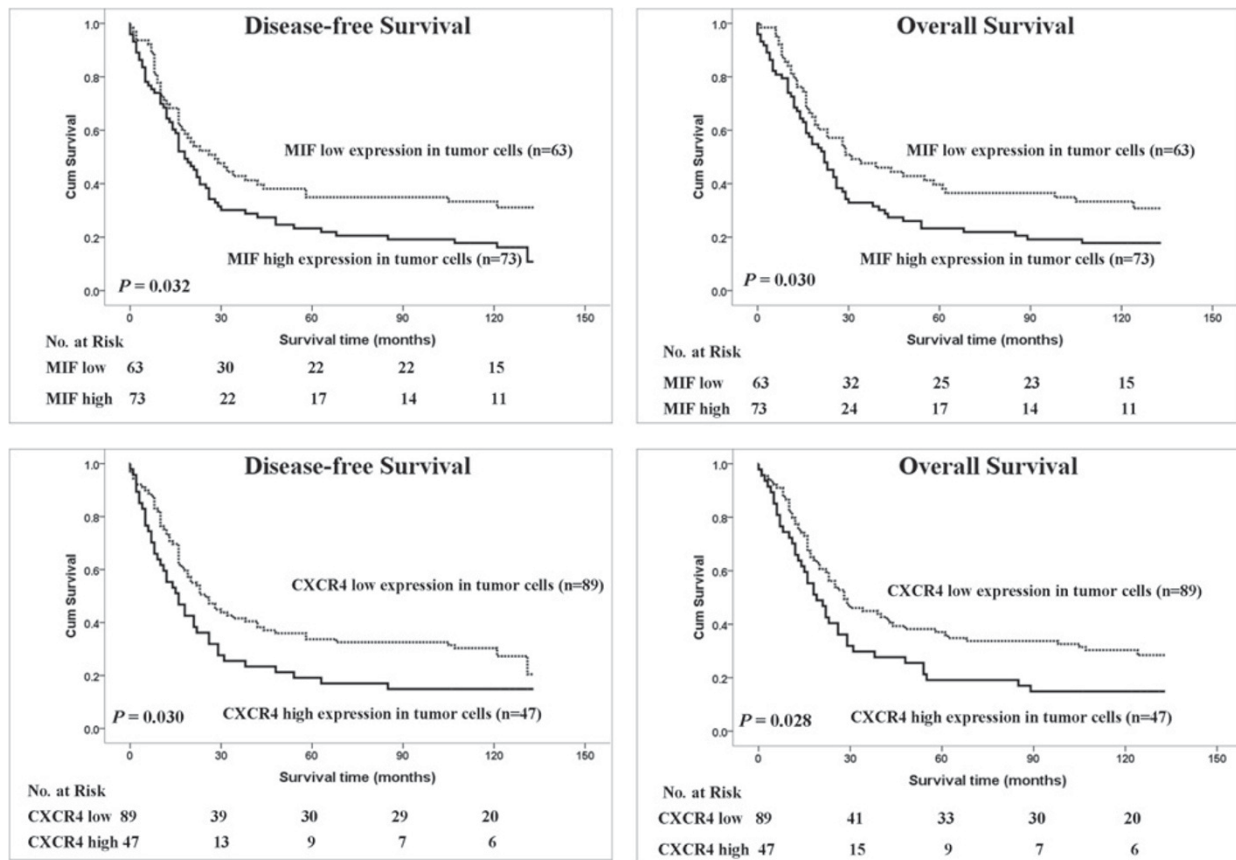 Disease-free Survival
1.0
0.8
0.6
0.4
0.2
0.0
Cum Survival
MIF low expression in tumor cells (n=63)
MIF high expression in tumor cells (n=73)
P = 0.032
0 30 60 90 120 150
Survival time (months)
No. at Risk
MIF low 63 30 22 22 15
MIF high 73 22 17 14 11
Overall Survival
1.0
0.8
0.6
0.4
0.2
0.0
Cum Survival
MIF low expression in tumor cells (n=63)
MIF high expression in tumor cells (n=73)
P = 0.030
0 30 60 90 120 150
Survival time (months)
No. at Risk
MIF low 63 32 25 23 15
MIF high 73 24 17 14 11
Disease-free Survival
1.0
0.8
0.6
0.4
0.2
0.0
Cum Survival
CXCR4 low expression in tumor cells (n=89)
CXCR4 high expression in tumor cells (n=47)
P = 0.030
0 30 60 90 120 150
Survival time (months)
No. at Risk
CXCR4 low 89 39 30 29 20
CXCR4 high 47 13 9 7 6
Overall Survival
1.0
0.8
0.6
0.4
0.2
0.0
Cum Survival
CXCR4 low expression in tumor cells (n=89)
CXCR4 high expression in tumor cells (n=47)
P = 0.028
0 30 60 90 120 150
Survival time (months)
No. at Risk
CXCR4 low 89 41 33 30 20
CXCR4 high 47 15 9 7 6